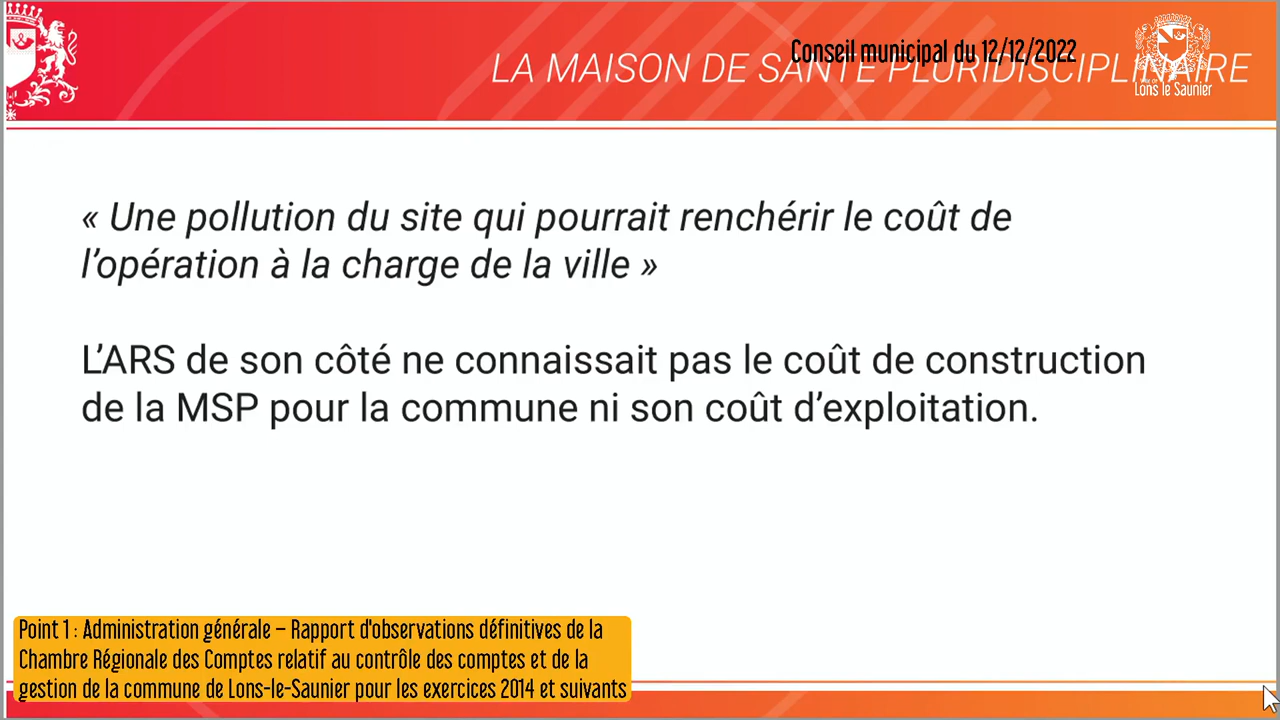 Conseil municipal du 12/12/2022
LA MAISON DE SANTÉ PLURIDISCIPLINAIRE
Lons le Saunier
« Une pollution du site qui pourrait renchérir le coût de
l’opération à la charge de la ville »
L’ARS de son côté ne connaissait pas le coût de construction
de la MSP pour la commune ni son coût d’exploitation.
Point 1 : Administration générale – Rapport d'observations définitives de la
Chambre Régionale des Comptes relatif au contrôle des comptes et de la
gestion de la commune de Lons-le-Saunier pour les exercices 2014 et suivants